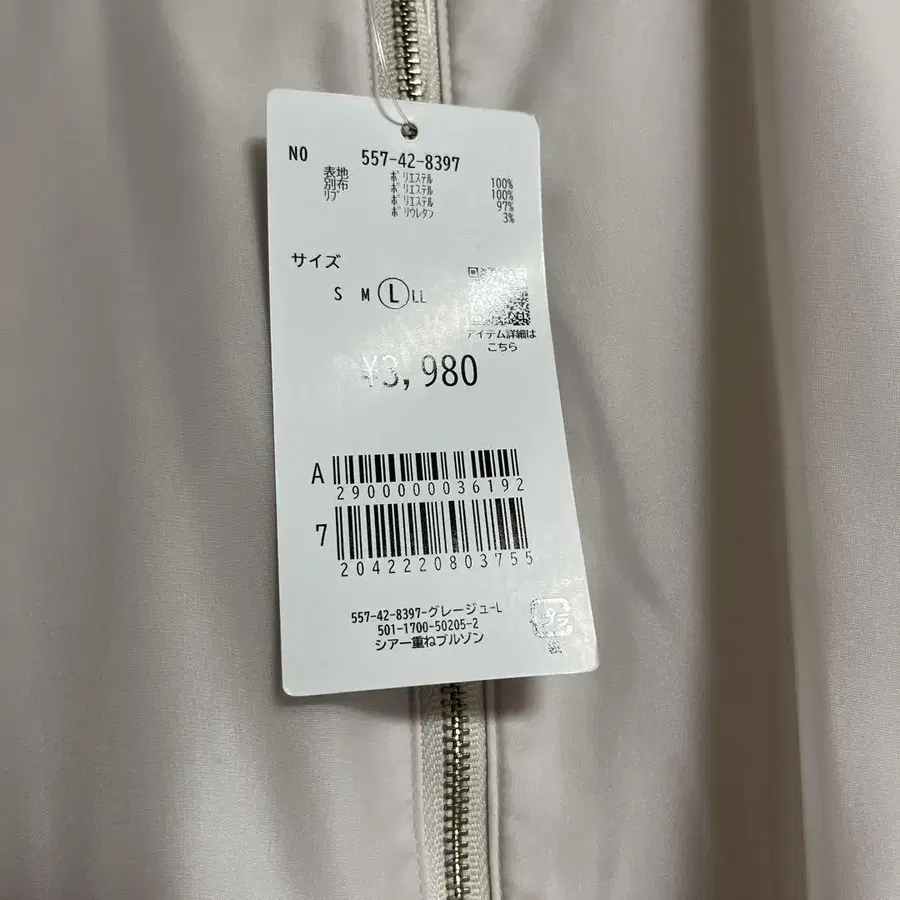 NO 557-42-8397
表地 ポリエステル 100%
別布 ポリエステル 100%
リブ ポリエステル 97%
ポリウレタン 3%
サイズ
S M L LL
アイテム詳細は
こちら
¥3,980
A
2900000036192
7
2042220803755
557-42-8397-グレージュ-L
501-1700-50205-2
シアー重ねブルゾン
プラ